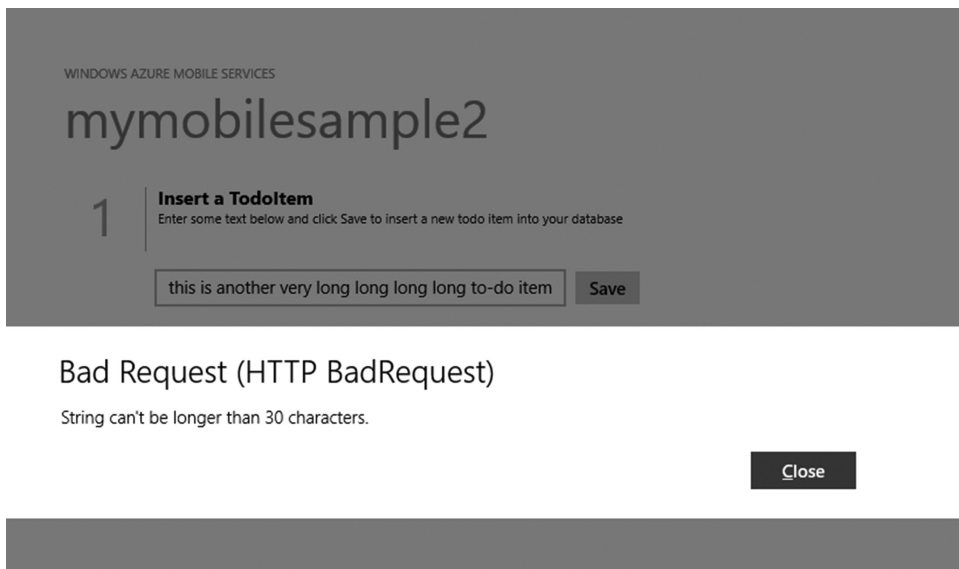 WINDOWS AZURE MOBILE SERVICES
mymobilesample2
1
Insert a TodoItem
Enter some text below and click Save to insert a new todo item into your database
this is another very long long long long to-do item
Save
Bad Request (HTTP BadRequest)
String can't be longer than 30 characters.
Close